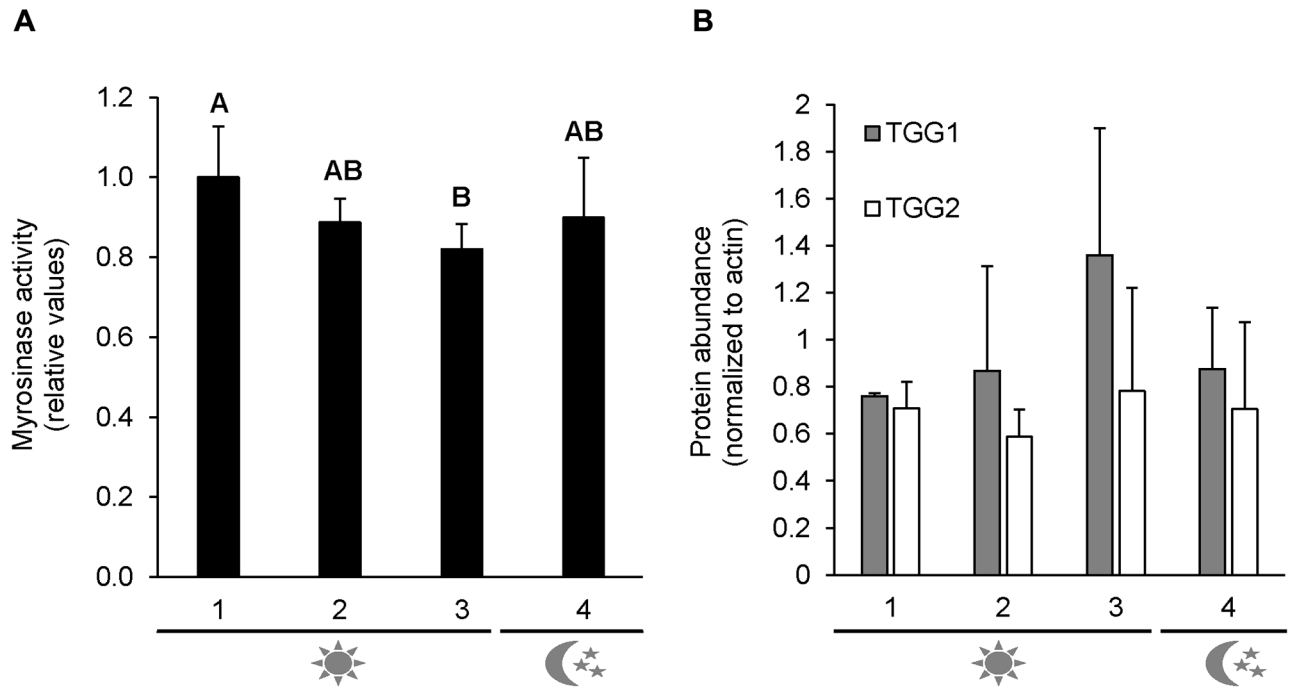 A
Myrosinase activity
(relative values)
1.2
1.0
0.8
0.6
0.4
0.2
0.0
A
AB
B
AB
1 2 3 4
B
Protein abundance
(normalized to actin)
2
1.8
1.6
1.4
1.2
1
0.8
0.6
0.4
0.2
0
TGG1
TGG2
1 2 3 4